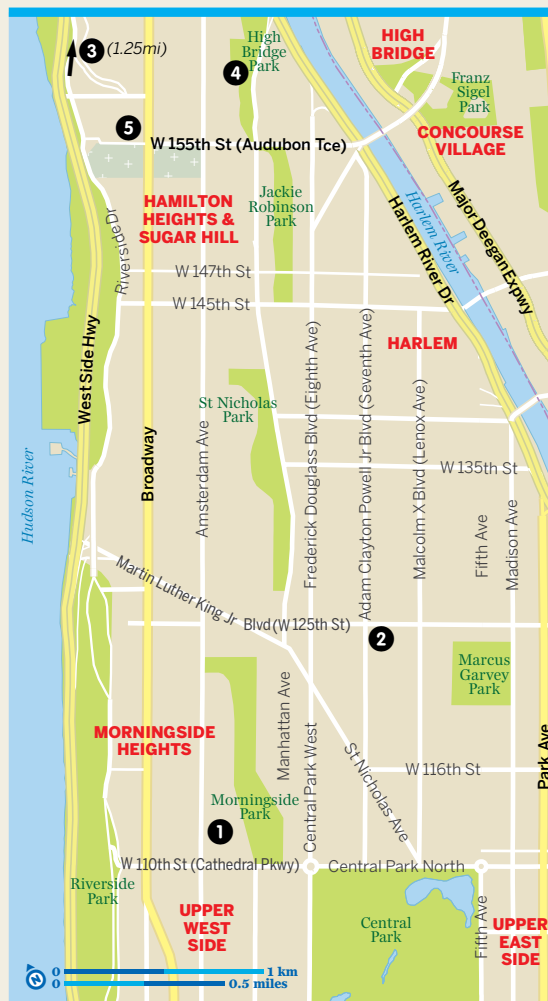 3 (1.25mi)
High
Bridge
Park
4
HIGH
BRIDGE
Franz
Sigel
Park
5
W 155th St (Audubon Tce)
CONCOURSE
VILLAGE
HAMILTON
HEIGHTS &
SUGAR HILL
Jackie
Robinson
Park
Harlem River
Major Deegan Expwy
Harlem River Dr
Riverside Dr
W 147th St
W 145th St
West Side Hwy
HARLEM
St Nicholas
Park
Frederick Douglass Blvd (Eighth Ave)
Adam Clayton Powell Jr Blvd (Seventh Ave)
Malcolm X Blvd (Lenox Ave)
W 135th St
Hudson River
Broadway
Amsterdam Ave
Fifth Ave
Madison Ave
Martin Luther King Jr
Blvd (W 125th St)
2
Marcus
Garvey
Park
MORNINGSIDE
HEIGHTS
Manhattan Ave
Central Park West
St Nicholas Ave
W 116th St
Park Ave
Morningside
Park
1
W 110th St (Cathedral Pkwy)
Central Park North
Riverside
Park
UPPER
WEST
SIDE
Central
Park
Fifth Ave
UPPER
EAST
SIDE
0 1 km
0 0.5 miles